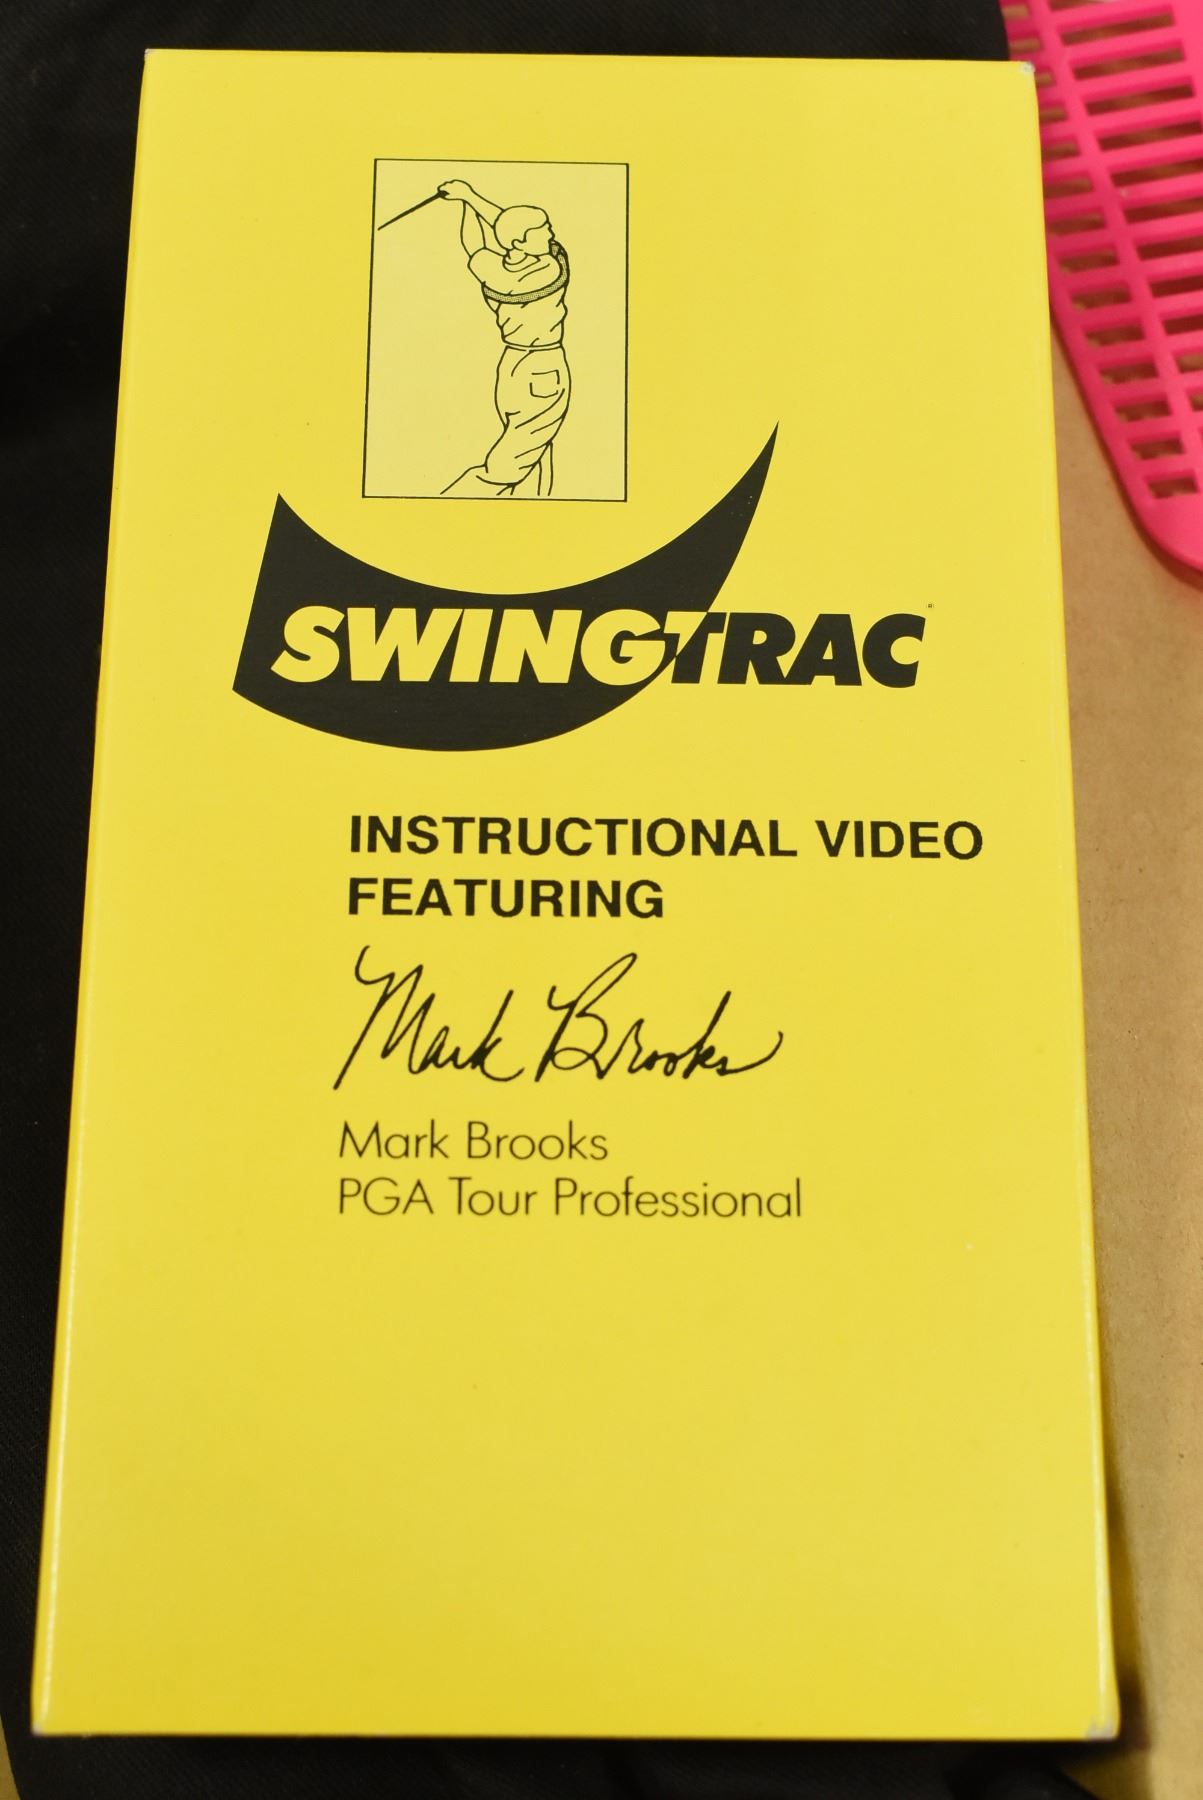 SWINGTRAC®
INSTRUCTIONAL VIDEO
FEATURING
Mark Brooks
Mark Brooks
PGA Tour Professional